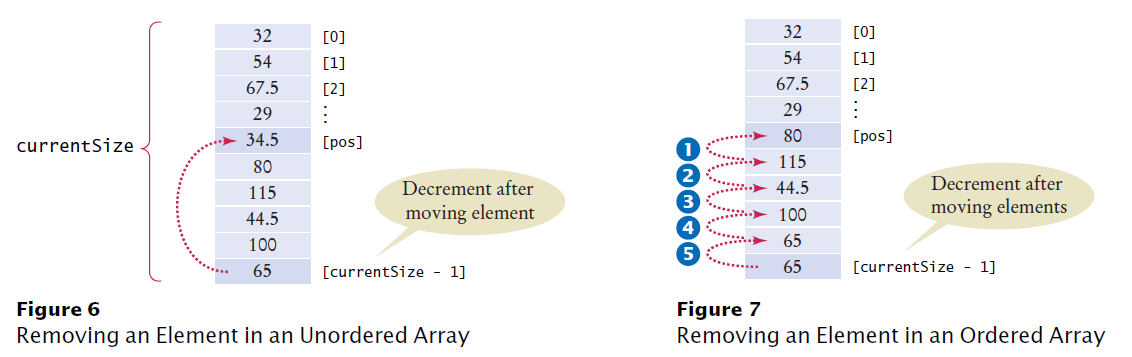 currentSize
32 [0]
54 [1]
67.5 [2]
29 ⋮
34.5 [pos]
80
115
44.5
100
65 [currentSize - 1]
Decrement after
moving element
Figure 6
Removing an Element in an Unordered Array
32 [0]
54 [1]
67.5 [2]
29 ⋮
80 [pos]
1
115
2
44.5
3
100
4
65
5
65 [currentSize - 1]
Decrement after
moving elements
Figure 7
Removing an Element in an Ordered Array